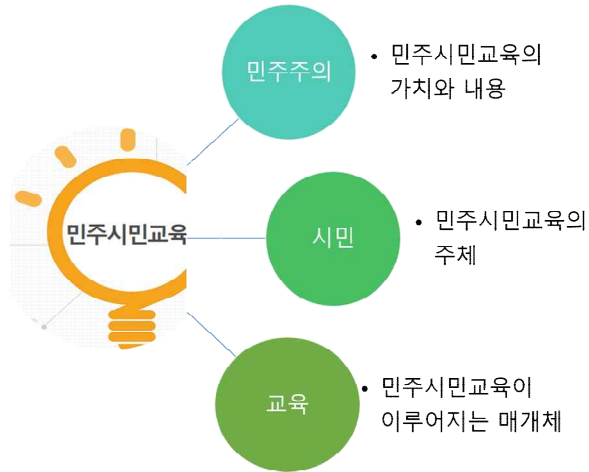 민주주의
• 민주시민교육의
가치와 내용
민주시민교육
시민
• 민주시민교육의
주체
교육
• 민주시민교육이
이루어지는 매개체